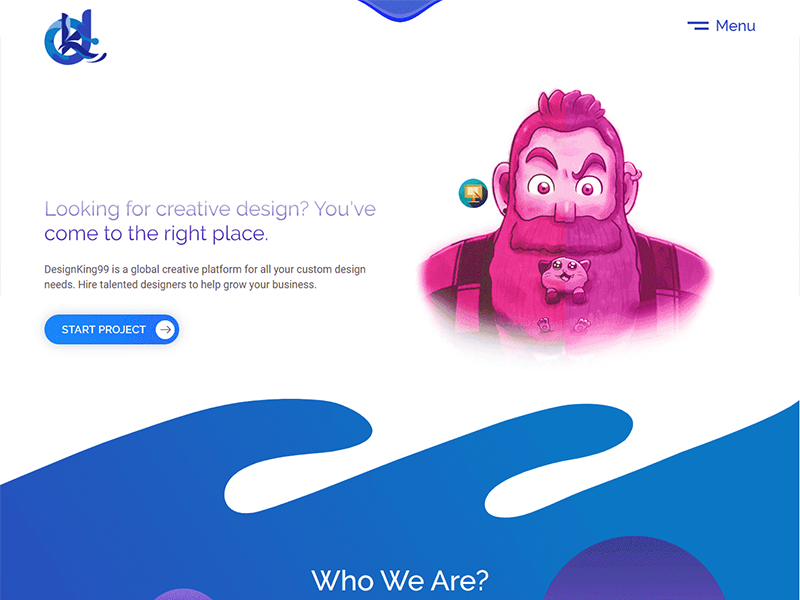 Menu
Looking for creative design? You've
come to the right place.
DesignKing99 is a global creative platform for all your custom design
needs. Hire talented designers to help grow your business.
START PROJECT
Who We Are?